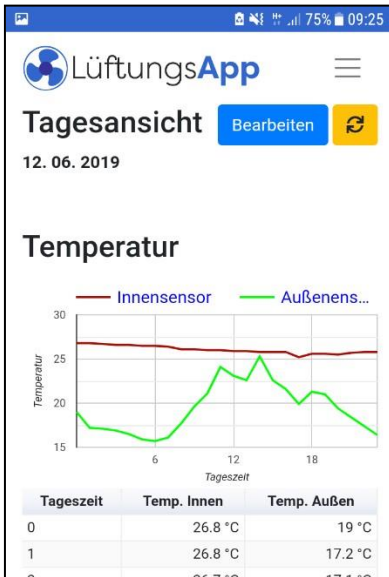 75% 09:25
LüftungsApp
Tagesansicht
Bearbeiten
12. 06. 2019
Temperatur
Innensensor
Außenens...
30
25
20
15
Temperatur
6
12
18
Tageszeit
Tageszeit Temp. Innen Temp. Außen
0 26.8 °C 19 °C
1 26.8 °C 17.2 °C